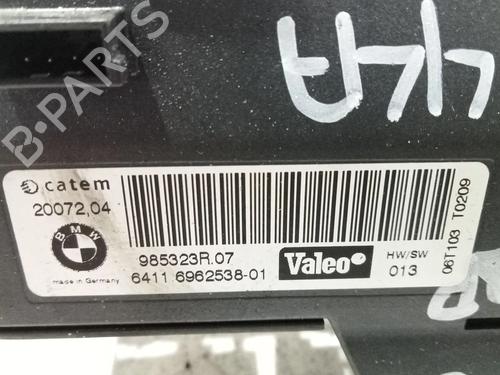 B-PARTS
44A
catem
20072,04
BMW
made in Germany
985323R.07
6411 6962538-01
Valeo
HW/SW
013
06T103 T0209